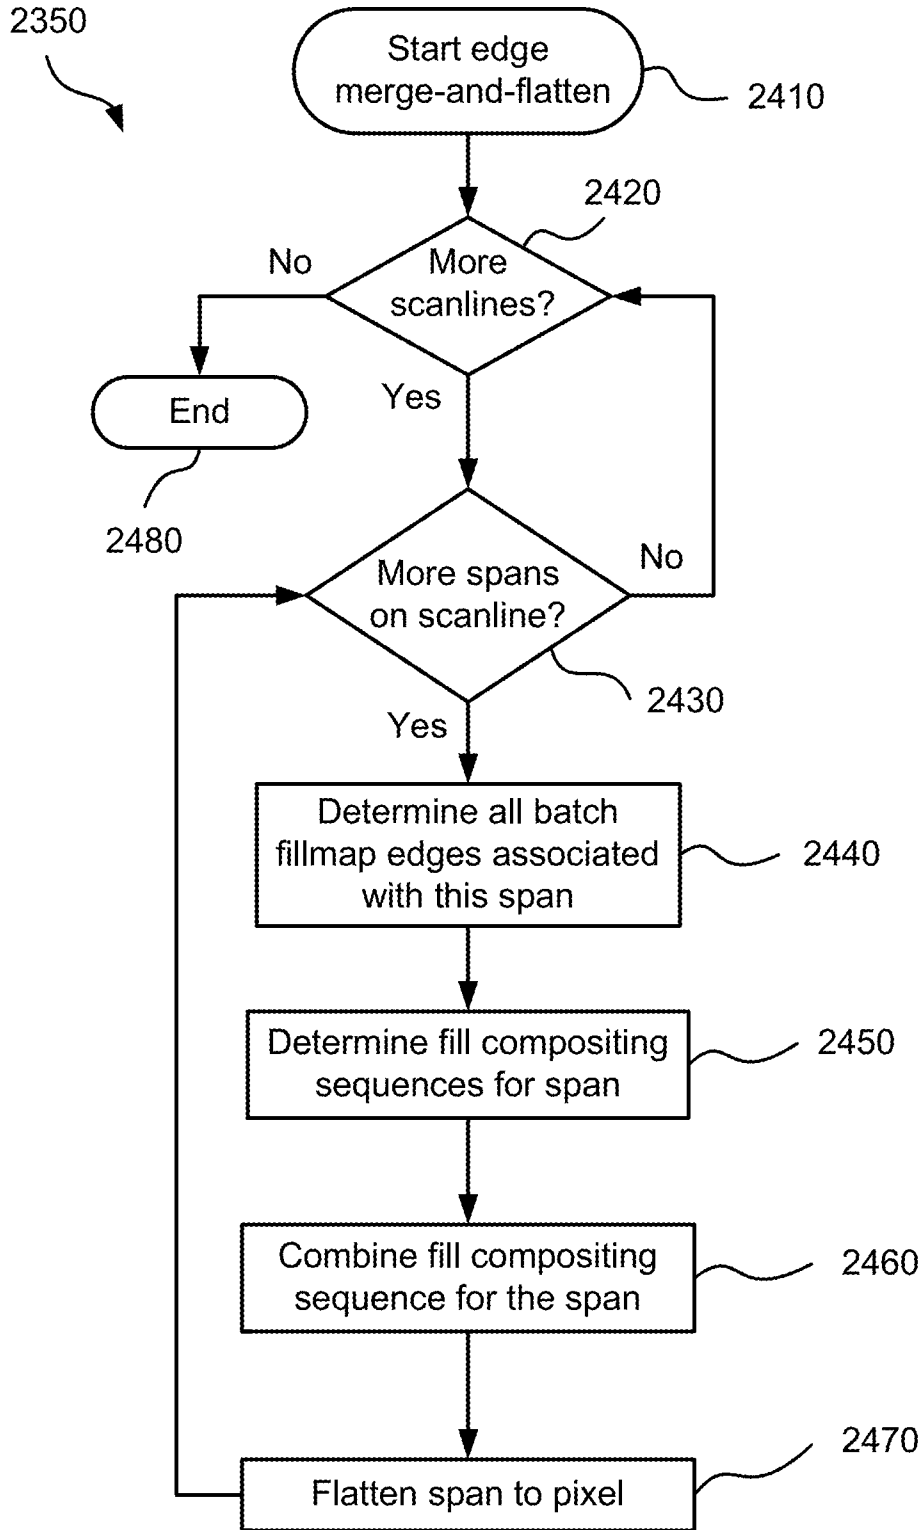 2350
Start edge
merge-and-flatten
2410
2420
No
More
scanlines?
Yes
End
2480
No
More spans
on scanline?
2430
Yes
Determine all batch
fillmap edges associated
with this span
2440
Determine fill compositing
sequences for span
2450
Combine fill compositing
sequence for the span
2460
2470
Flatten span to pixel